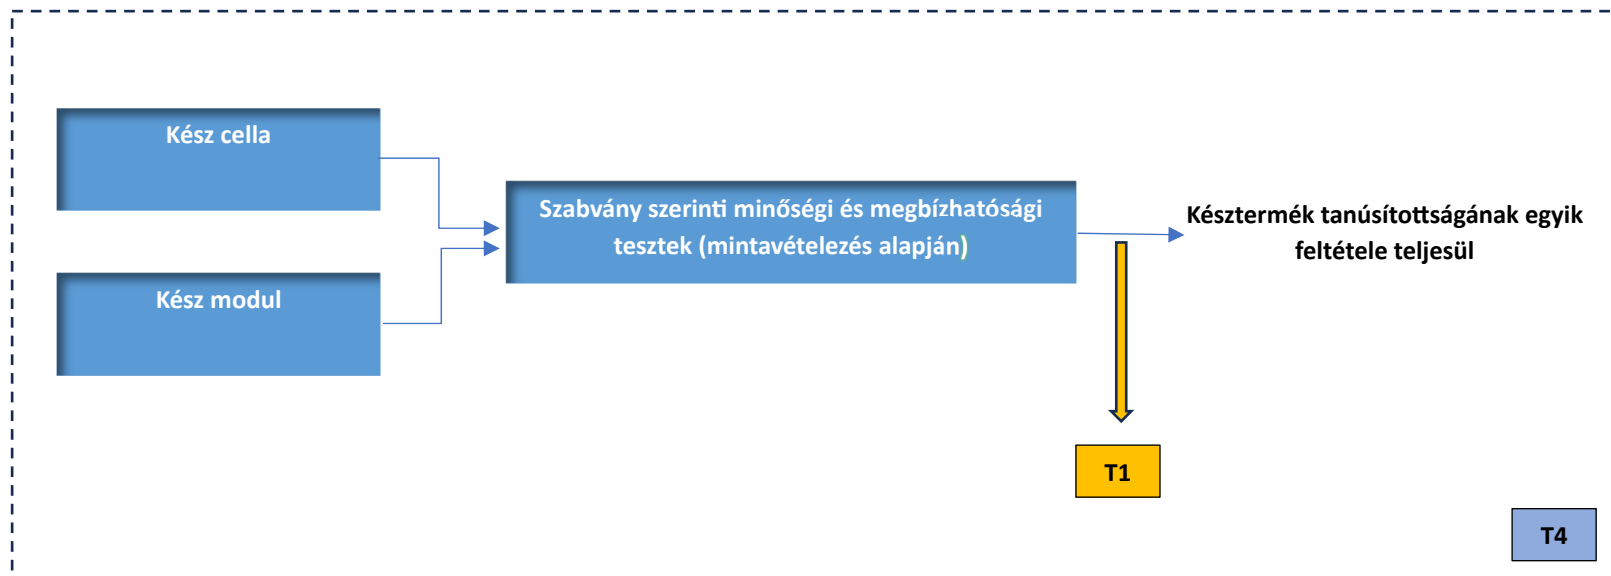 Kész cella
Szabvány szerinti minőségi és megbízhatósági
tesztek (mintavételezés alapján)
Késztermék tanúsítottságának egyik
feltétele teljesül
Kész modul
T1
T4